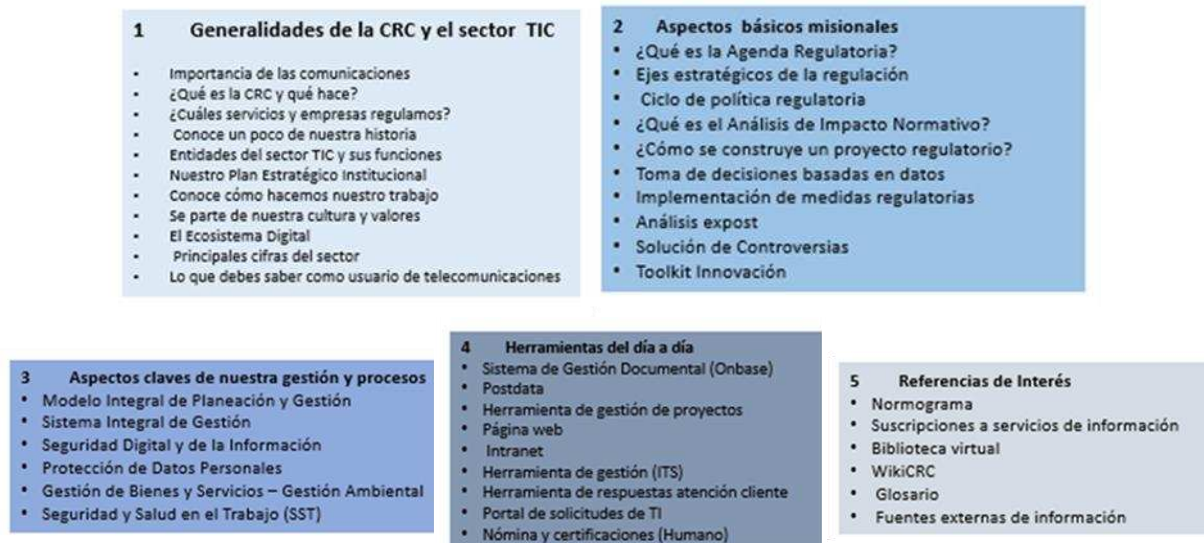 1 Generalidades de la CRC y el sector TIC
• Importancia de las comunicaciones
• ¿Qué es la CRC y qué hace?
• ¿Cuáles servicios y empresas regulamos?
• Conoce un poco de nuestra historia
• Entidades del sector TIC y sus funciones
• Nuestro Plan Estratégico Institucional
• Conoce cómo hacemos nuestro trabajo
• Se parte de nuestra cultura y valores
• El Ecosistema Digital
• Principales cifras del sector
• Lo que debes saber como usuario de telecomunicaciones
2 Aspectos básicos misionales
• ¿Qué es la Agenda Regulatoria?
• Ejes estratégicos de la regulación
• Ciclo de política regulatoria
• ¿Qué es el Análisis de Impacto Normativo?
• ¿Cómo se construye un proyecto regulatorio?
• Toma de decisiones basadas en datos
• Implementación de medidas regulatorias
• Análisis expost
• Solución de Controversias
• Toolkit Innovación
3 Aspectos claves de nuestra gestión y procesos
• Modelo Integral de Planeación y Gestión
• Sistema Integral de Gestión
• Seguridad Digital y de la Información
• Protección de Datos Personales
• Gestión de Bienes y Servicios – Gestión Ambiental
• Seguridad y Salud en el Trabajo (SST)
4 Herramientas del día a día
• Sistema de Gestión Documental (Onbase)
• Postdata
• Herramienta de gestión de proyectos
• Página web
• Intranet
• Herramienta de gestión (ITS)
• Herramienta de respuestas atención cliente
• Portal de solicitudes de TI
• Nómina y certificaciones (Humano)
5 Referencias de Interés
• Normograma
• Suscripciones a servicios de información
• Biblioteca virtual
• WikiCRC
• Glosario
• Fuentes externas de información